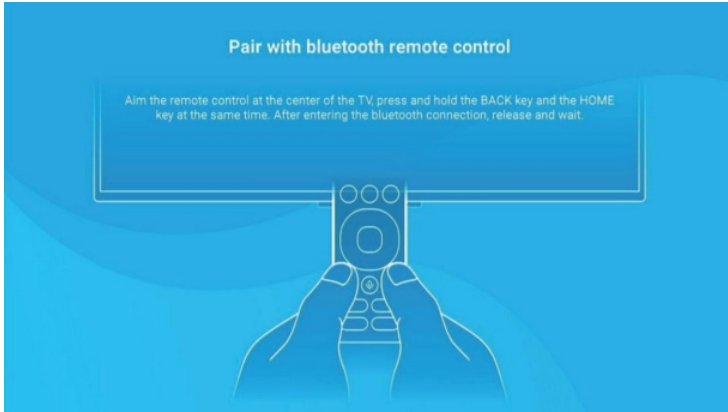 Pair with bluetooth remote control
Aim the remote control at the center of the TV, press and hold the BACK key and the HOME
key at the same time. After entering the bluetooth connection, release and wait.